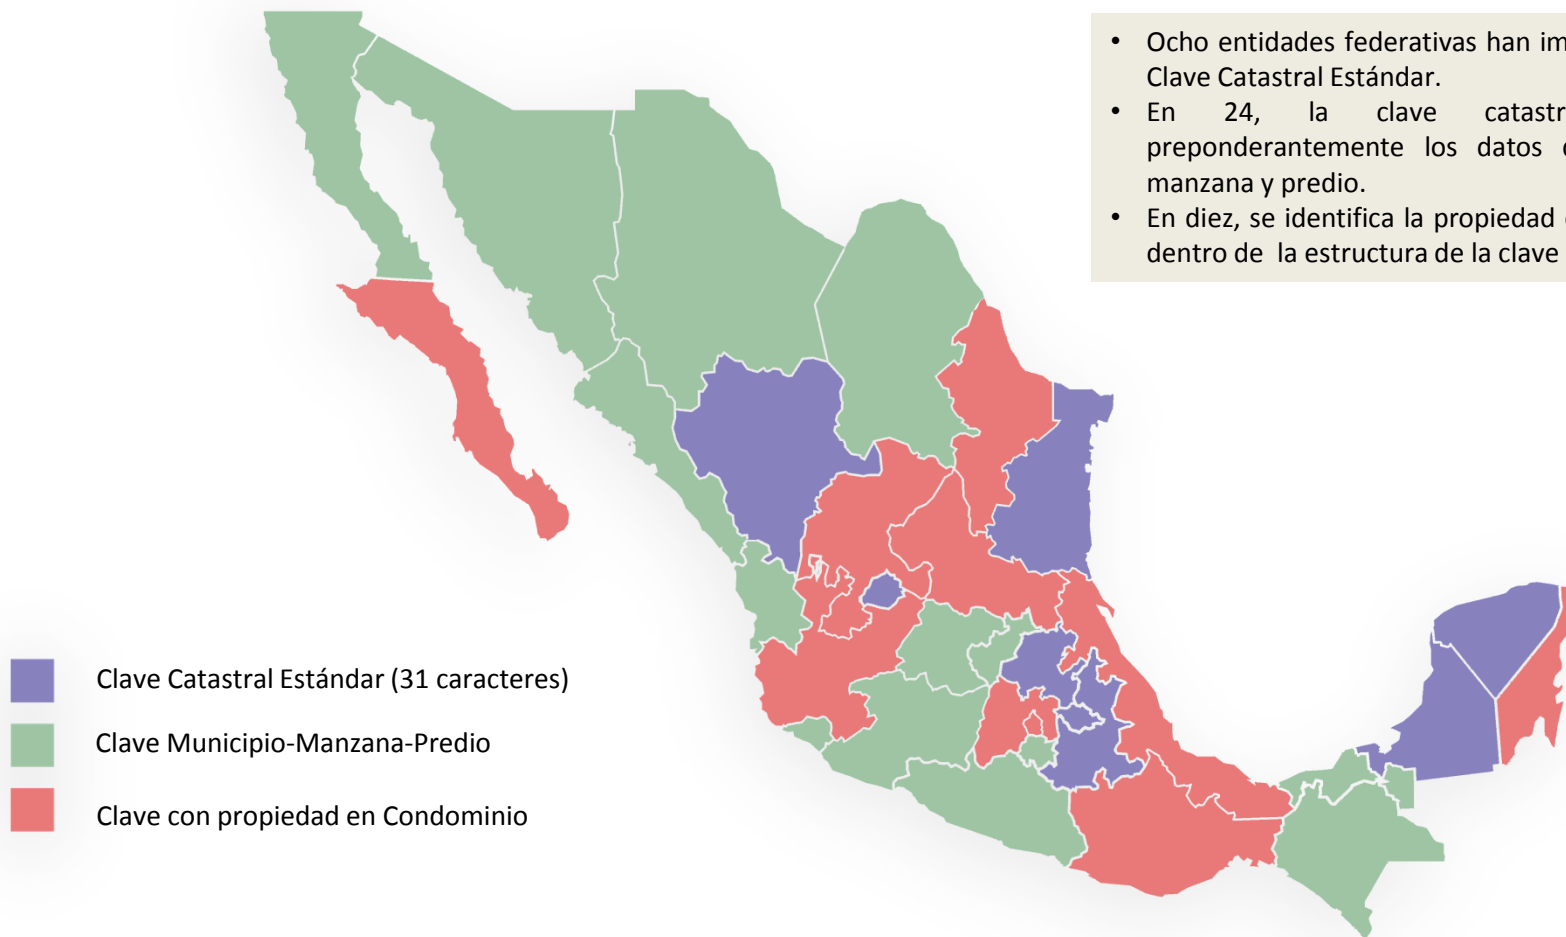 • Ocho entidades federativas han im
Clave Catastral Estándar.
• En 24, la clave catastr
preponderantemente los datos
manzana y predio.
• En diez, se identifica la propiedad
dentro de la estructura de la clave
Clave Catastral Estándar (31 caracteres)
Clave Municipio-Manzana-Predio
Clave con propiedad en Condominio